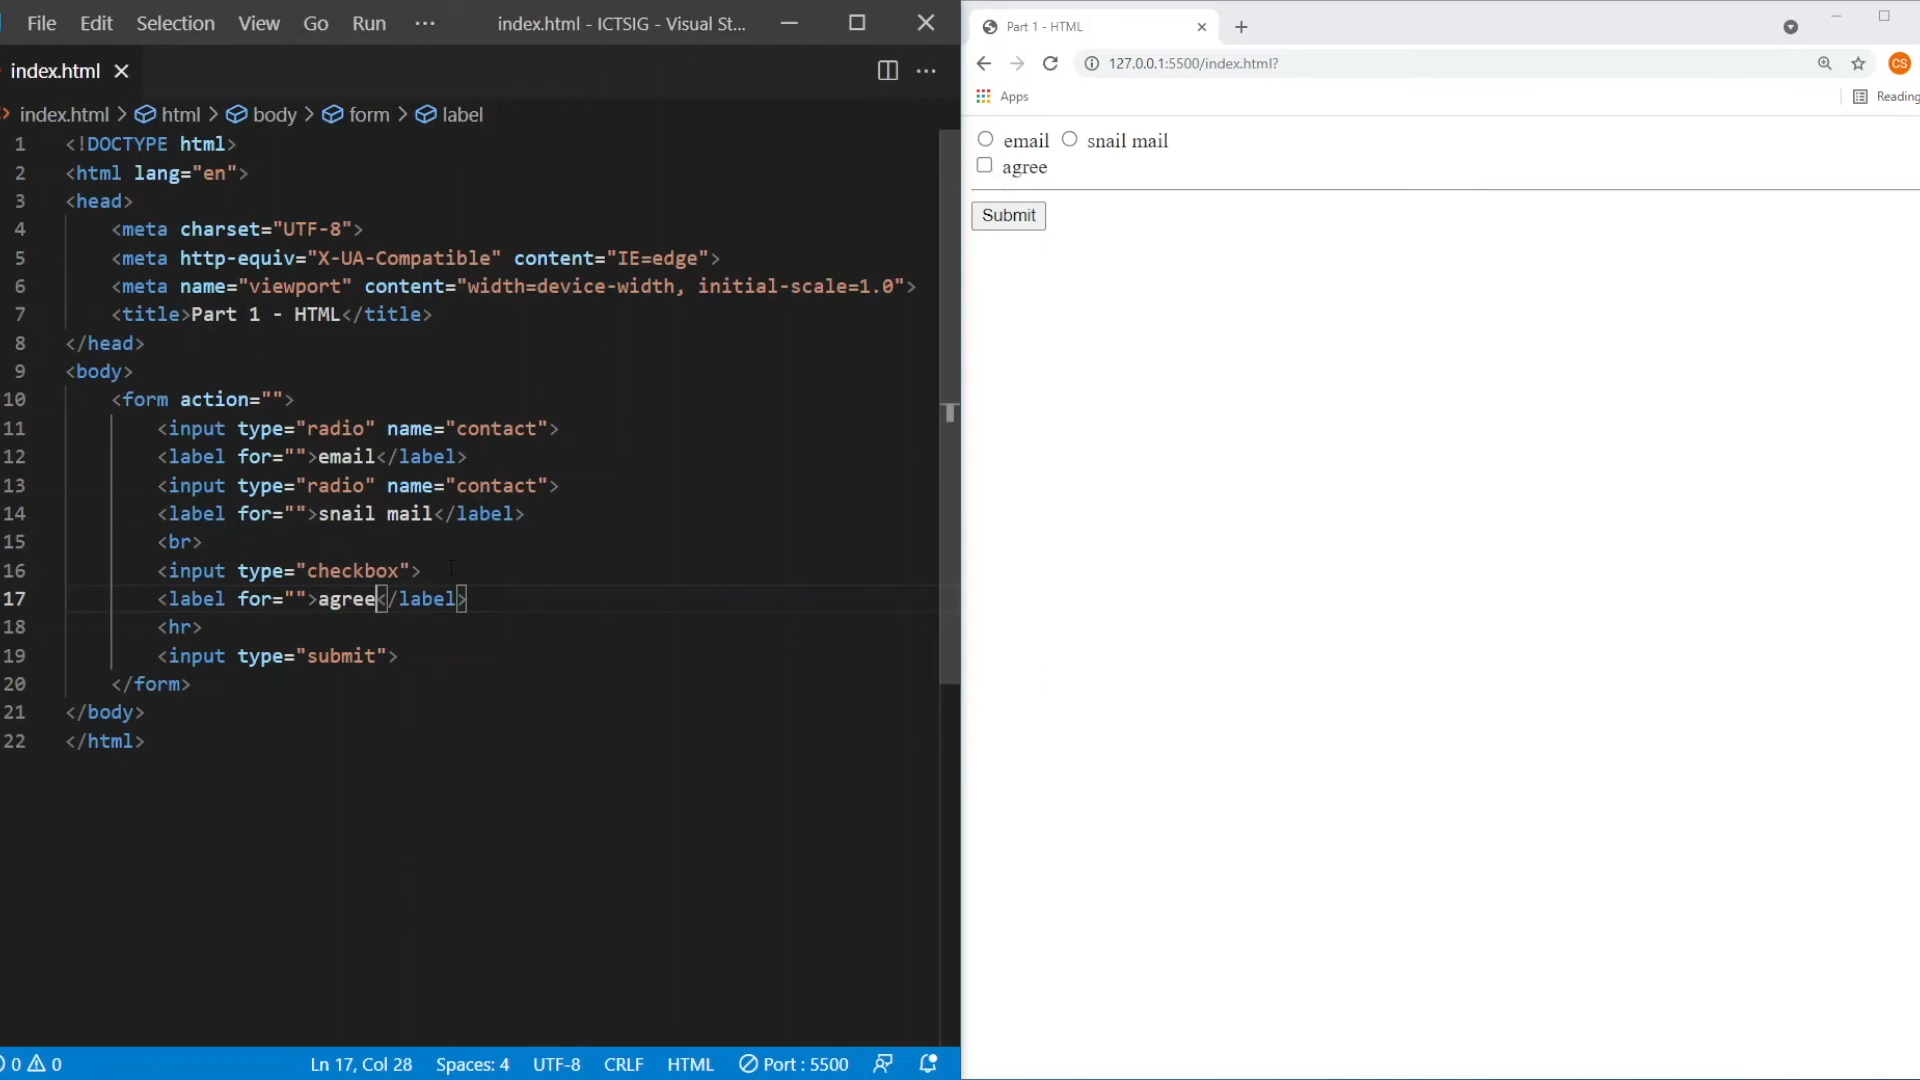 File Edit Selection View Go Run ··· index.html - ICTSIG - Visual St...
index.html
index.html > html > body > form > label
1 <!DOCTYPE html>
2 <html lang="en">
3 <head>
4 <meta charset="UTF-8">
5 <meta http-equiv="X-UA-Compatible" content="IE=edge">
6 <meta name="viewport" content="width=device-width, initial-scale=1.0">
7 <title>Part 1 - HTML</title>
8 </head>
9 <body>
10 <form action="">
11 <input type="radio" name="contact">
12 <label for="">email</label>
13 <input type="radio" name="contact">
14 <label for="">snail mail</label>
15 <br>
16 <input type="checkbox">
17 <label for="">agree</label>
18 <hr>
19 <input type="submit">
20 </form>
21 </body>
22 </html>
0 0 Ln 17, Col 28 Spaces: 4 UTF-8 CRLF HTML Port : 5500
Part 1 - HTML
127.0.0.1:5500/index.html? CS
Apps Reading
email snail mail
agree
Submit